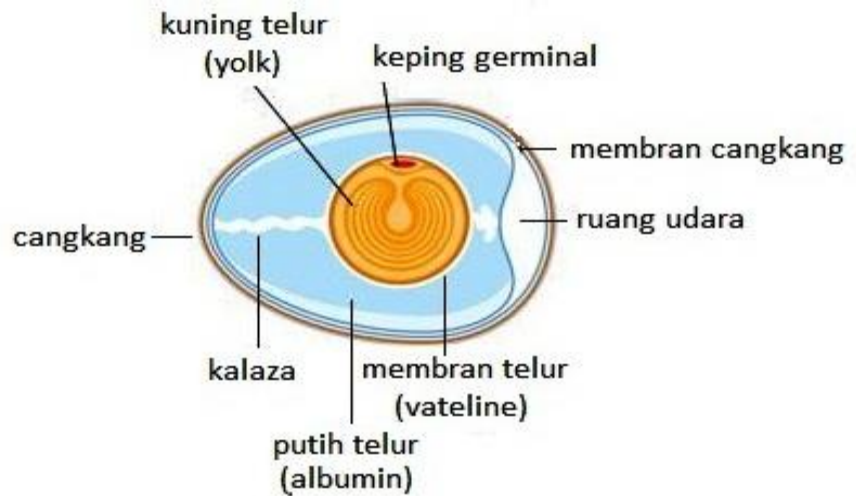 kuning telur
(yolk)
keping germinal
membran cangkang
ruang udara
cangkang
kalaza
membran telur
(vateline)
putih telur
(albumin)